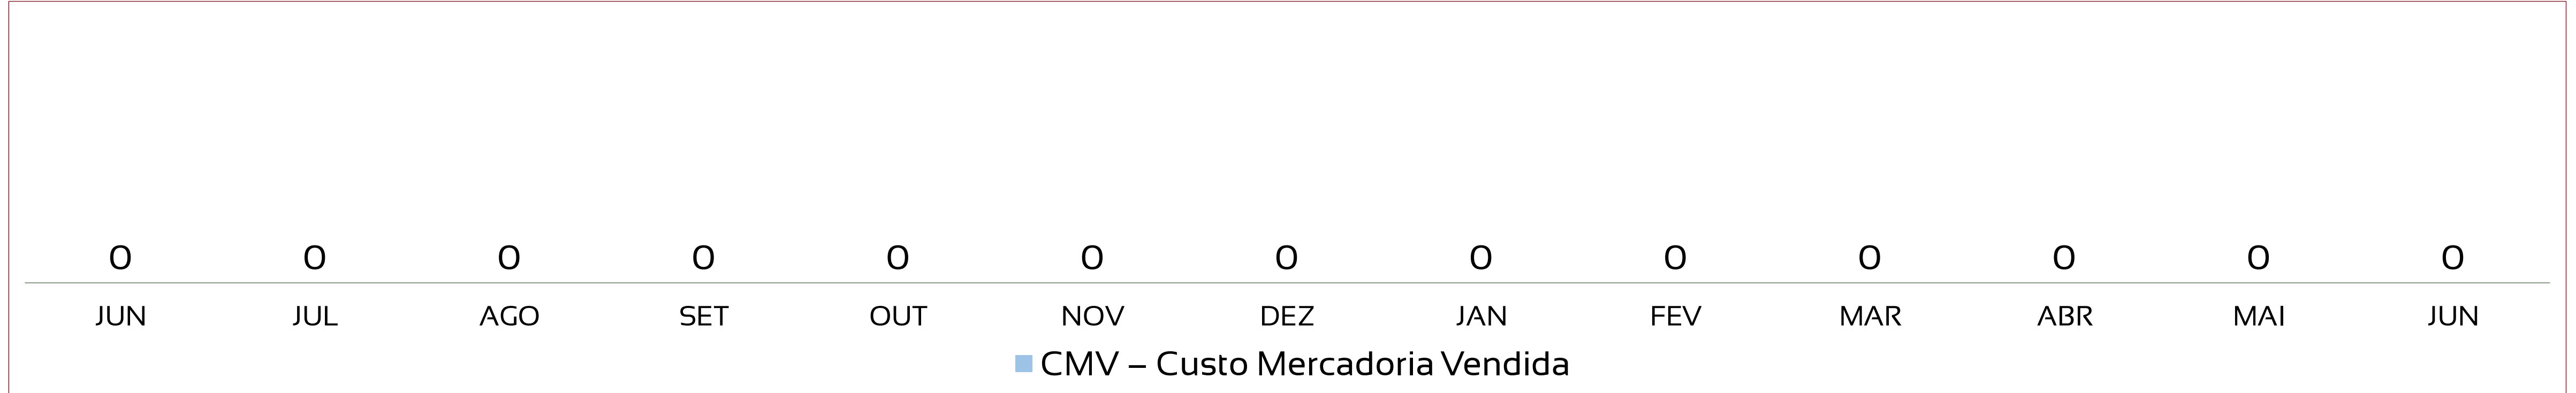 0 0 0 0 0 0 0 0 0 0 0 0 0
JUN JUL AGO SET OUT NOV DEZ JAN FEV MAR ABR MAI JUN
CMV – Custo Mercadoria Vendida